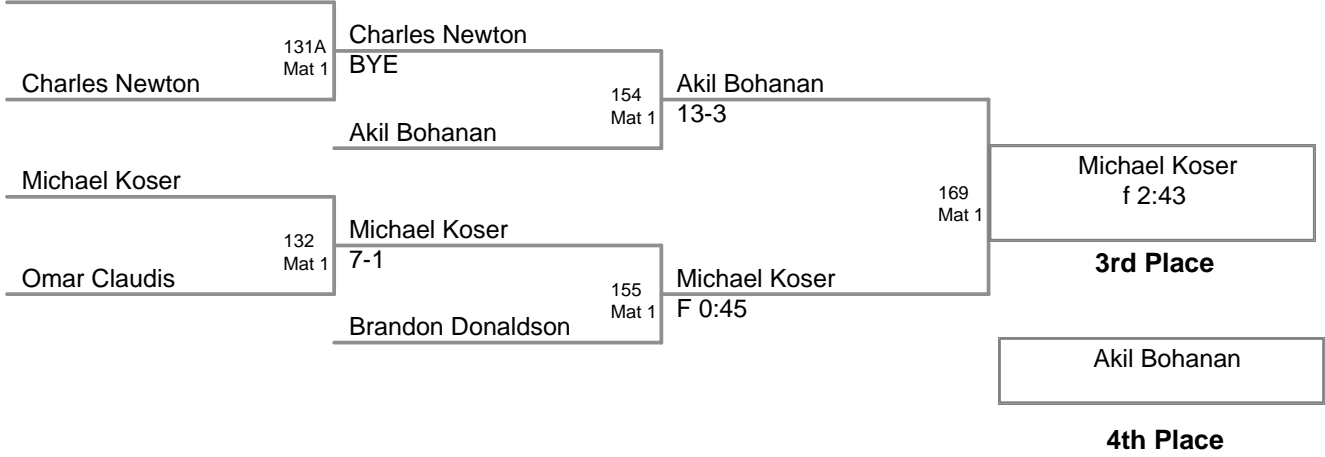 131A
Mat 1
Charles Newton
Charles Newton
BYE
154
Mat 1
Akil Bohanan
Akil Bohanan
13-3
Michael Koser
132
Mat 1
Omar Claudis
Michael Koser
7-1
155
Mat 1
Brandon Donaldson
Michael Koser
F 0:45
169
Mat 1
Michael Koser
f 2:43
3rd Place
Akil Bohanan
4th Place